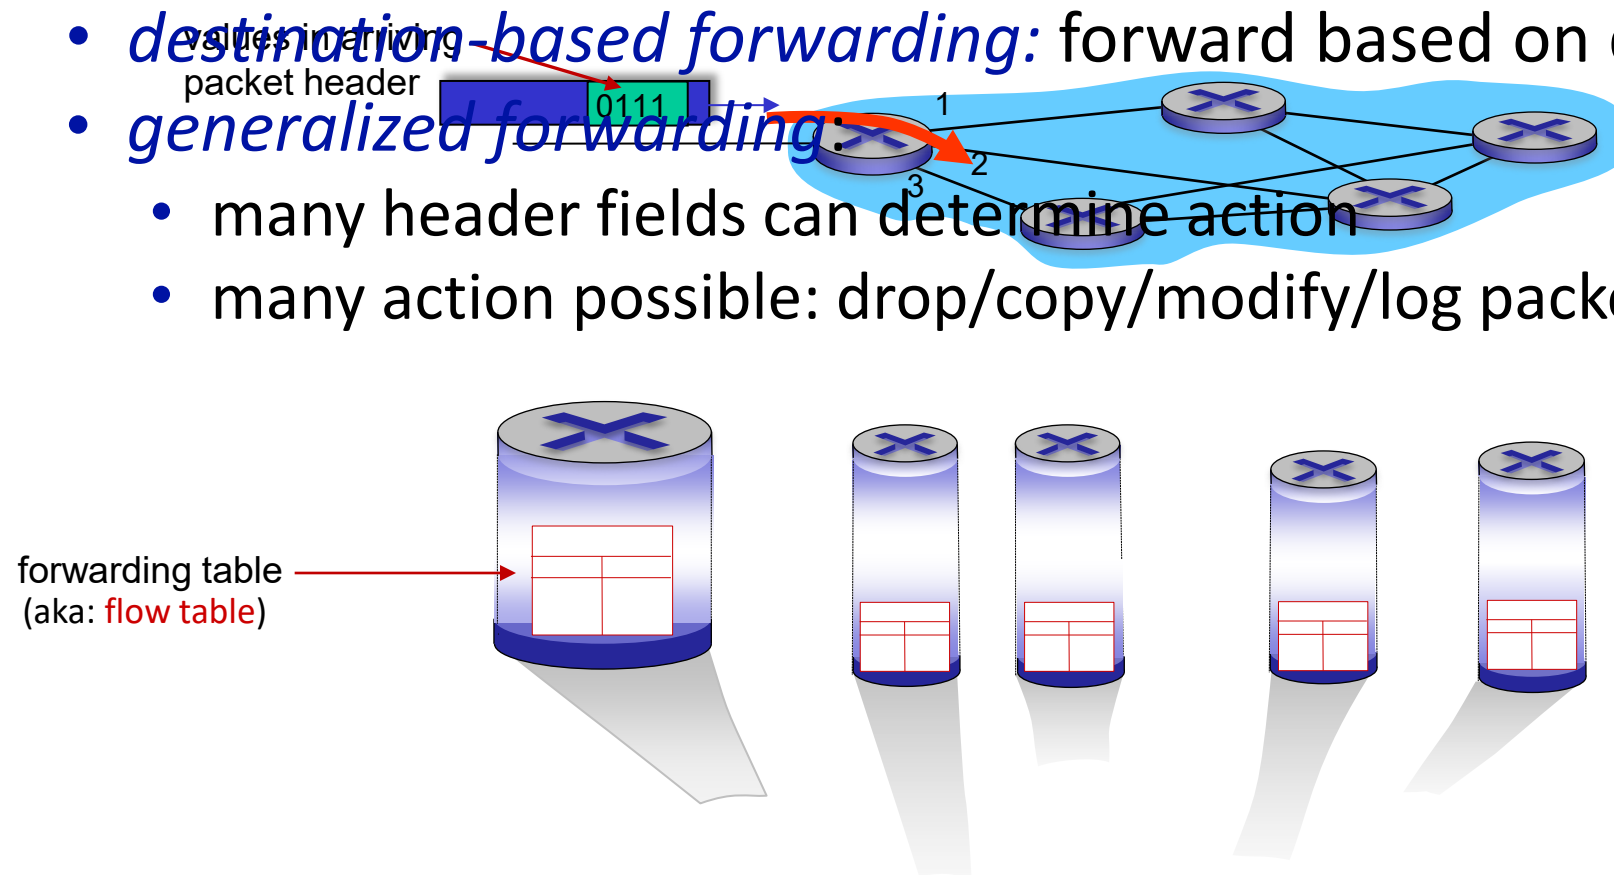 • destination-based forwarding: forward based on
values in arriving
packet header
0111
• generalized forwarding:
1
2
3
• many header fields can determine action
• many action possible: drop/copy/modify/log
forwarding table
(aka: flow table)